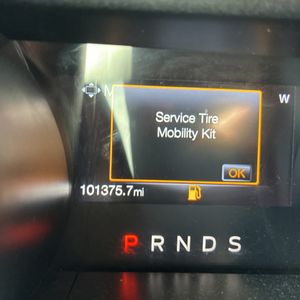 M
W
Service Tire
Mobility Kit
OK
101375.7mi
P R N D S